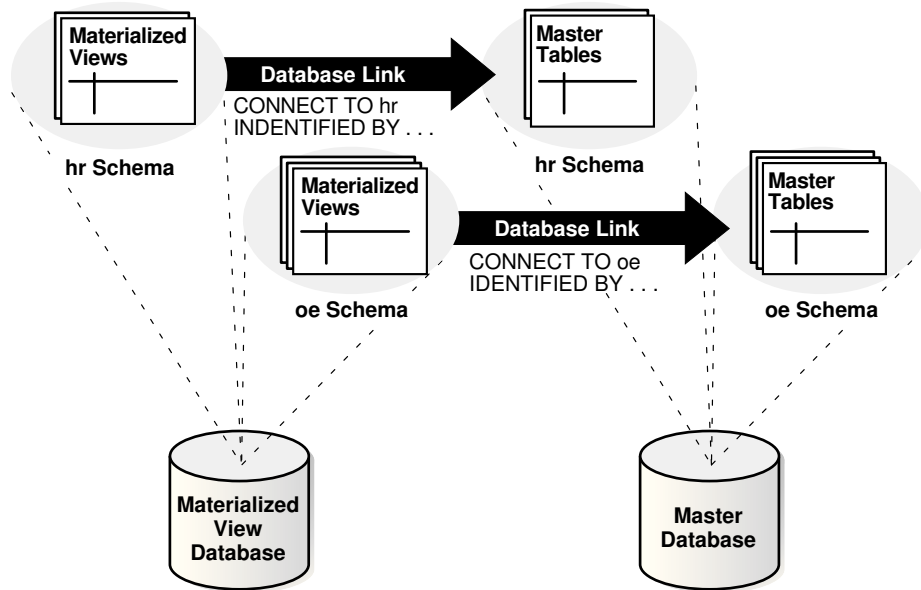 Materialized
Views
Database Link
CONNECT TO hr
INDENTIFIED BY . . .
Master
Tables
hr Schema
hr Schema
Materialized
Views
Database Link
CONNECT TO oe
IDENTIFIED BY . . .
Master
Tables
oe Schema
oe Schema
Materialized
View
Database
Master
Database